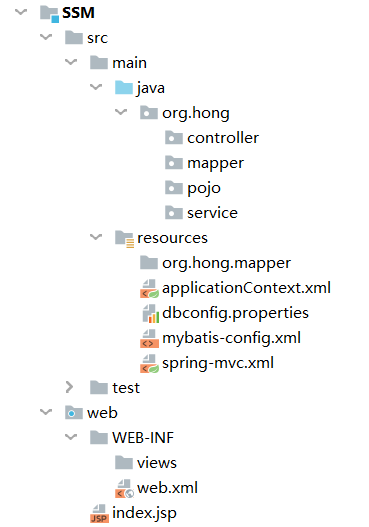 SSM
src
main
java
org.hong
controller
mapper
pojo
service
resources
org.hong.mapper
applicationContext.xml
dbconfig.properties
mybatis-config.xml
spring-mvc.xml
test
web
WEB-INF
views
web.xml
JSP index.jsp